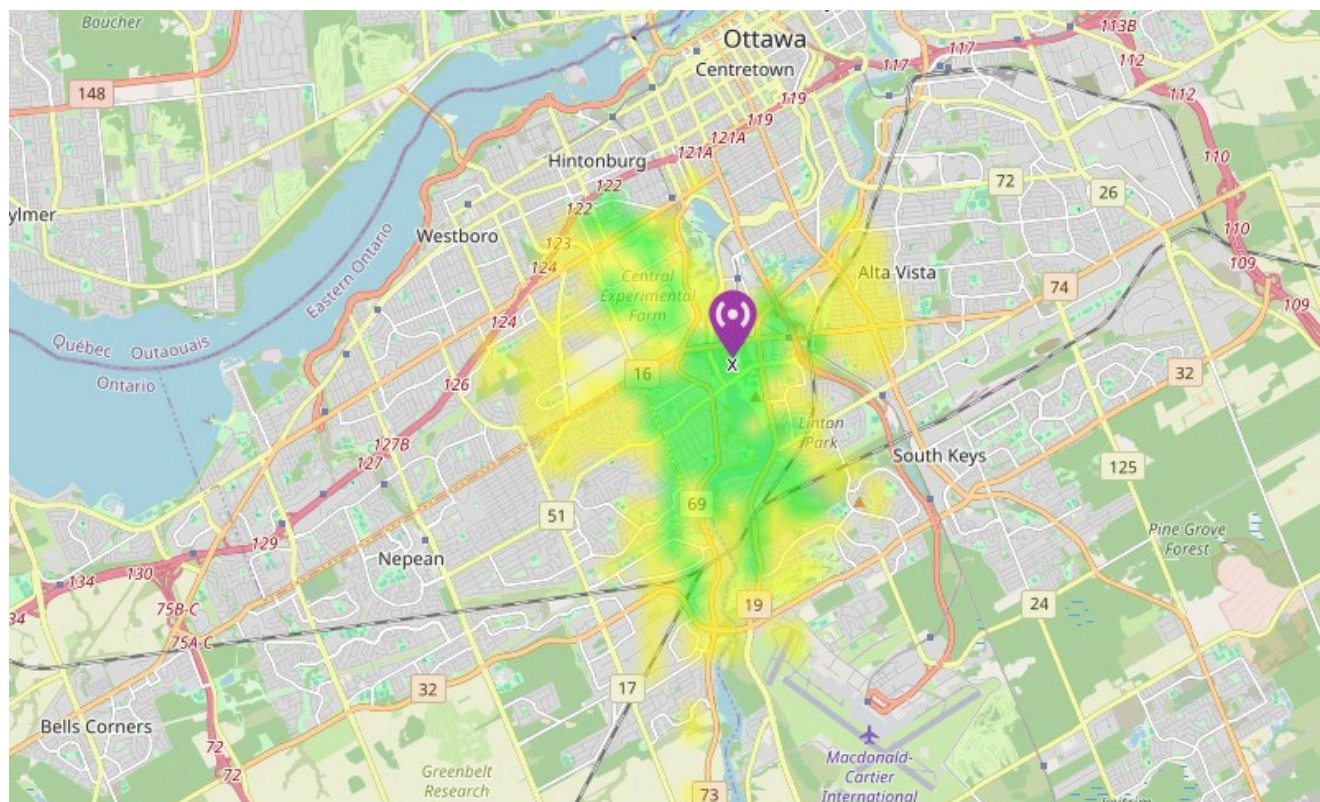 Boucher
113B
Ottawa
117
117
Centretown
112
148
112
119
119
121A
121A
Hintonburg
110
122
72
26
122
ylmer
110
Westboro
123
124
Alta Vista
109
Central
Experimental
Farm
Eastern Ontario
74
109
124
Québec Outaouais
X
16
32
Ontario
126
Linton
Park
127B
127
South Keys
125
69
51
129
Pine Grove
Forest
Nepean
134
130
34
75B-C
19
24
75A-C
32
17
Bells Corners
72
72
Macdonald-
Cartier
International
Greenbelt
Research
73